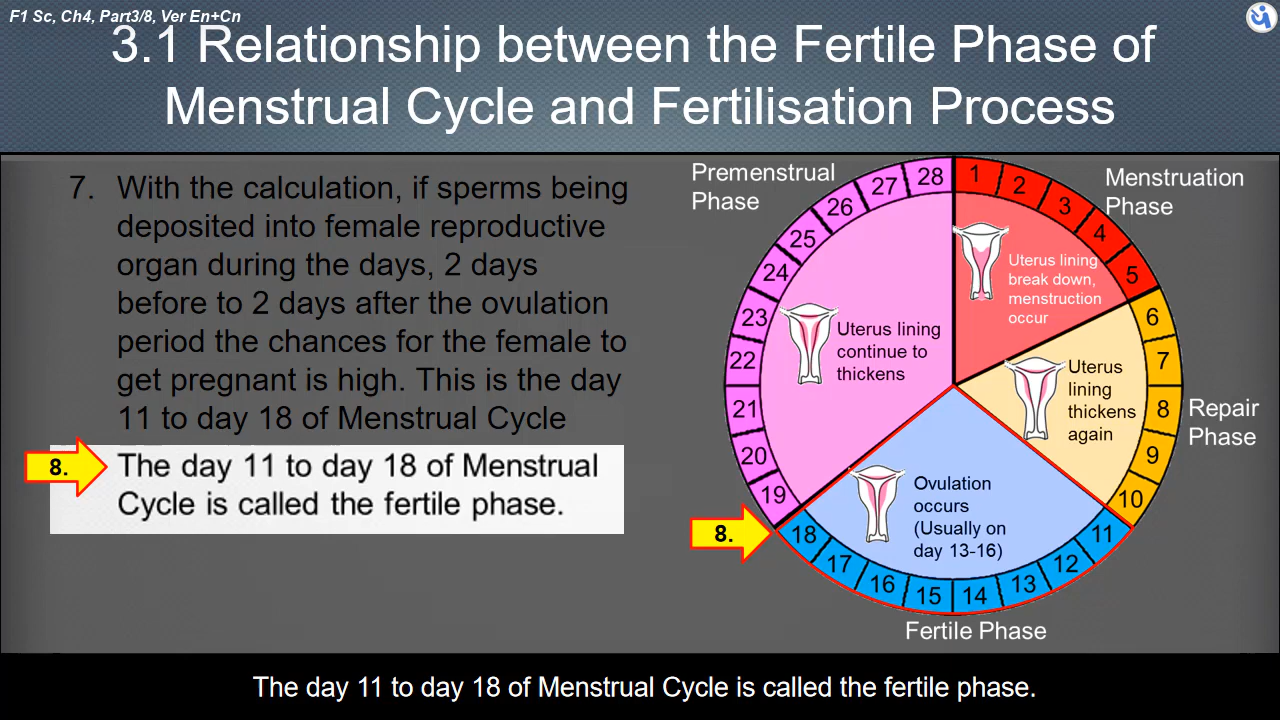 F1 Sc, Ch4, Part3/8, Ver En+Cn
3.1 Relationship between the Fertile Phase of
Menstrual Cycle and Fertilisation Process
7. With the calculation, if sperms being
deposited into female reproductive
organ during the days, 2 days
before to 2 days after the ovulation
period the chances for the female to
get pregnant is high. This is the day
11 to day 18 of Menstrual Cycle
8. The day 11 to day 18 of Menstrual
Cycle is called the fertile phase.
Premenstrual
Phase
Menstruation
Phase
Repair
Phase
Fertile Phase
1
2
3
4
5
6
7
8
9
10
11
12
13
14
15
16
17
18
19
20
21
22
23
24
25
26
27
28
Uterus lining
break down,
menstruction
occur
Uterus
lining
thickens
again
Ovulation
occurs
(Usually on
day 13-16)
Uterus lining
continue to
thickens
8.
The day 11 to day 18 of Menstrual Cycle is called the fertile phase.